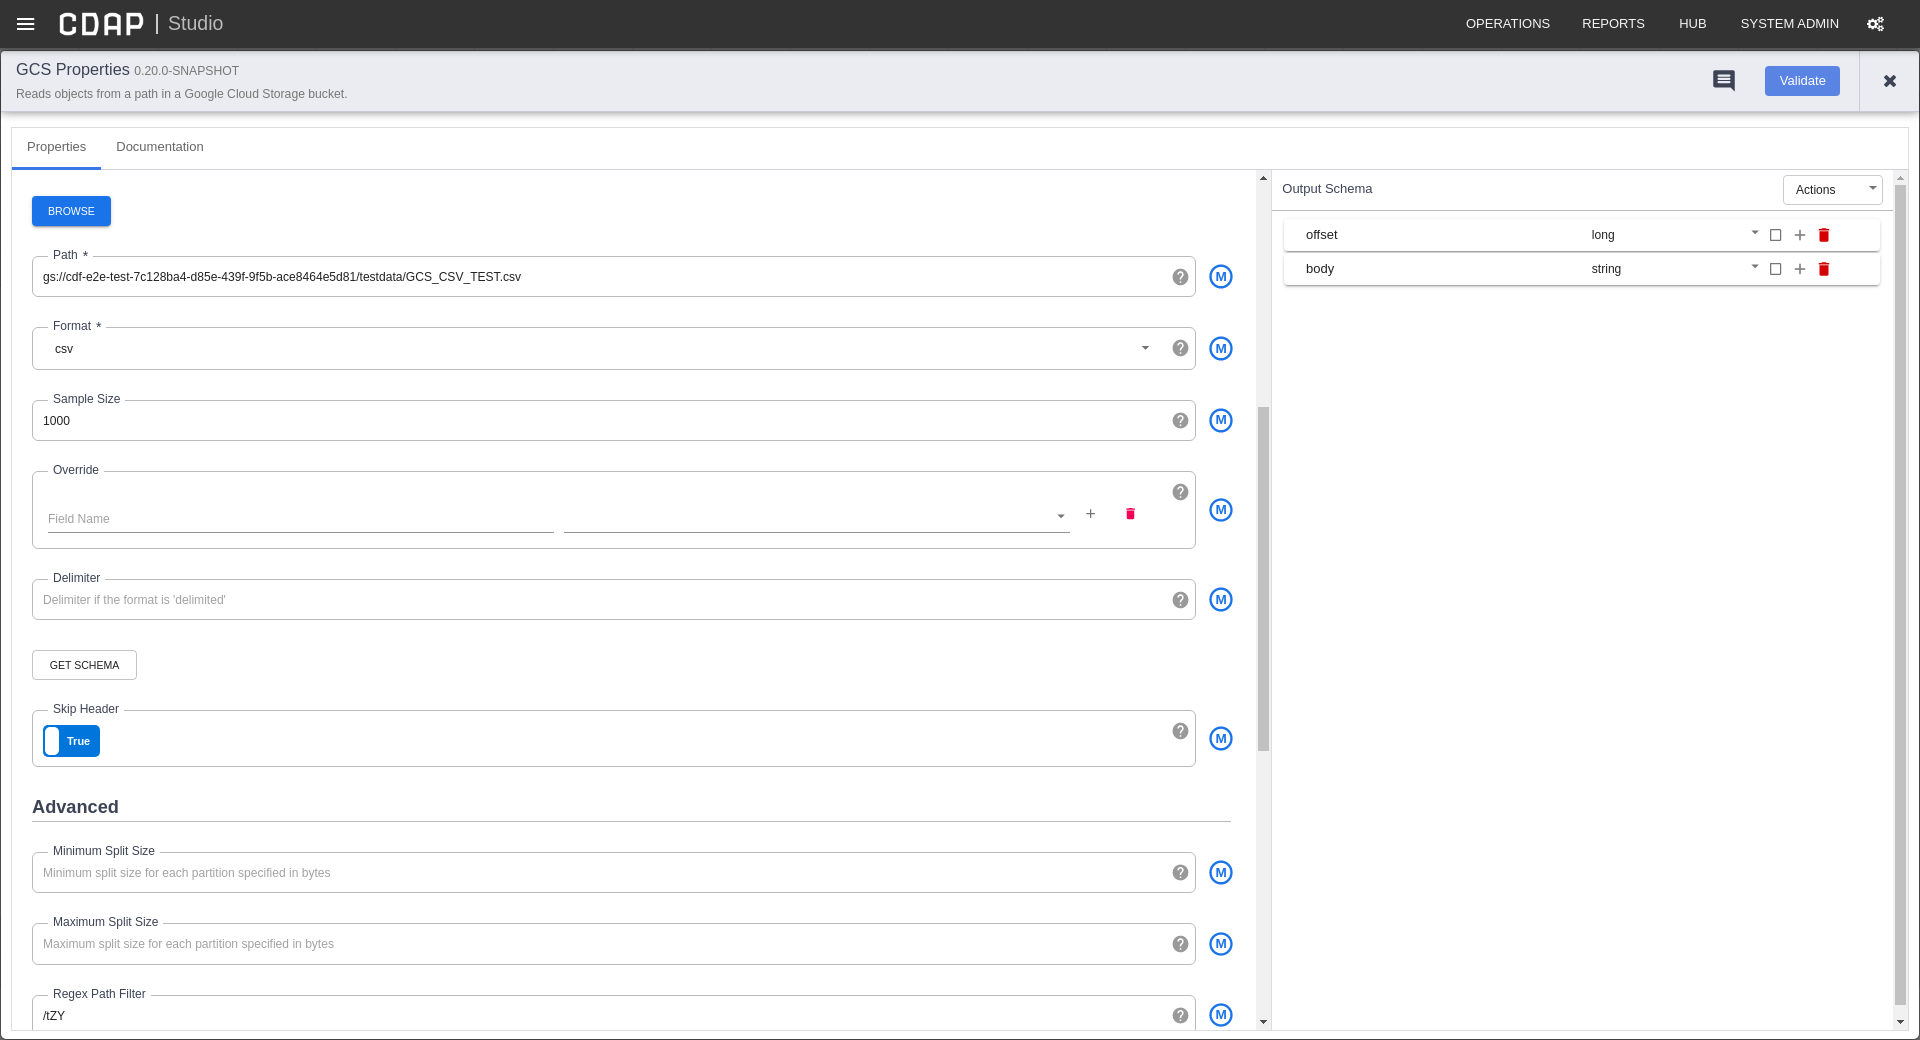 CDAP | Studio OPERATIONS REPORTS HUB SYSTEM ADMIN
GCS Properties 0.20.0-SNAPSHOT
Reads objects from a path in a Google Cloud Storage bucket.
Validate
Properties Documentation
BROWSE
Path *
gs://cdf-e2e-test-7c128ba4-d85e-439f-9f5b-ace8464e5d81/testdata/GCS_CSV_TEST.csv
? M
Format *
csv
? M
Sample Size
1000
? M
Override
Field Name
? M
Delimiter
Delimiter if the format is 'delimited'
? M
GET SCHEMA
Skip Header
True
? M
Advanced
Minimum Split Size
Minimum split size for each partition specified in bytes
? M
Maximum Split Size
Maximum split size for each partition specified in bytes
? M
Regex Path Filter
/tZY
? M
Output Schema Actions
offset long
body string